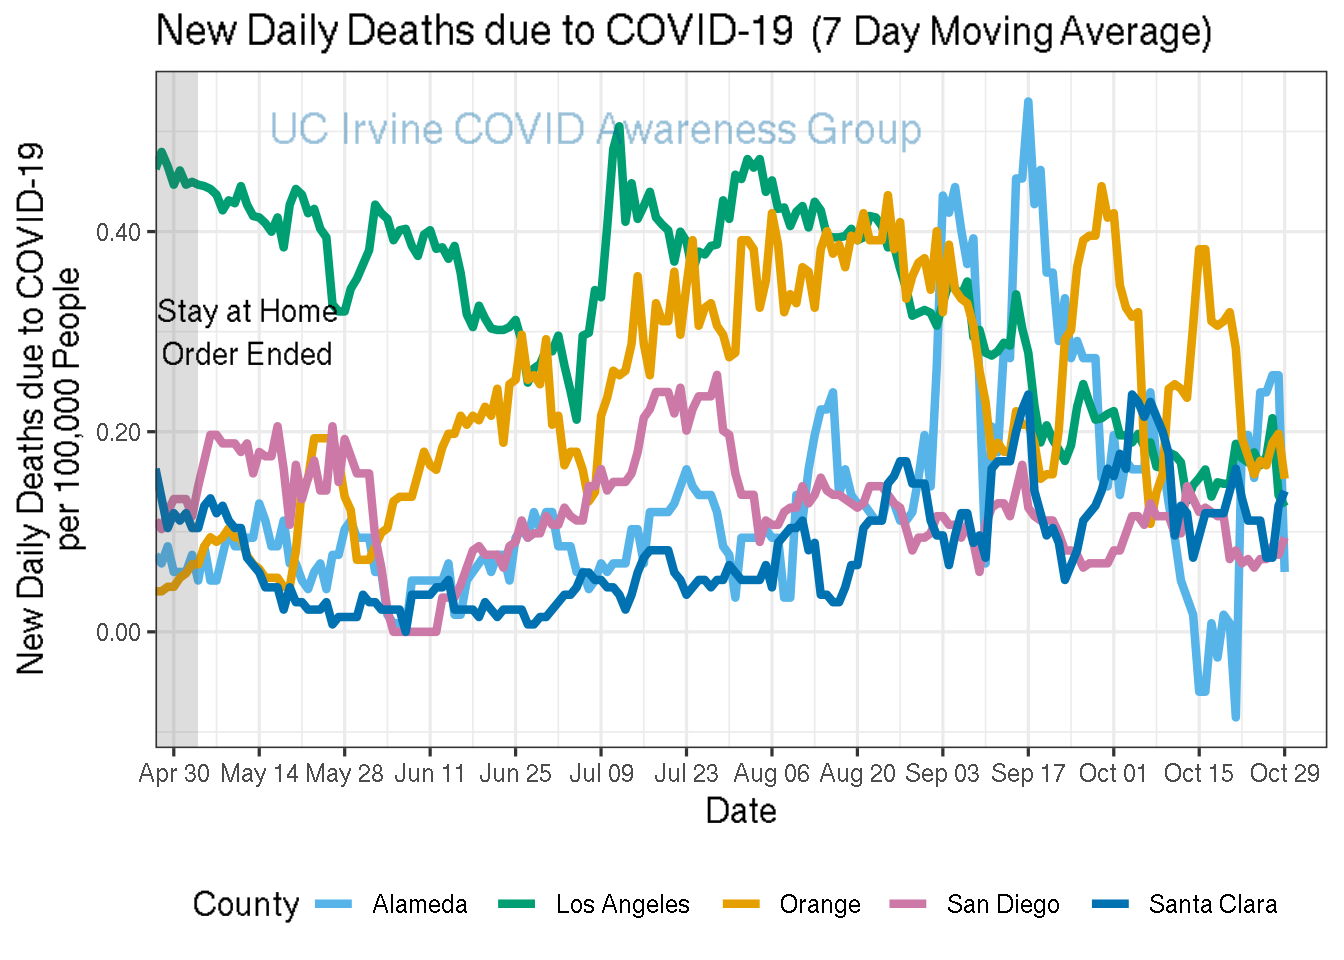 New Daily Deaths due to COVID-19 (7 Day Moving Average)
UC Irvine COVID Awareness Group
New Daily Deaths due to COVID-19
per 100,000 People
0.40
0.20
0.00
Stay at Home
Order Ended
Apr 30 May 14 May 28 Jun 11 Jun 25 Jul 09 Jul 23 Aug 06 Aug 20 Sep 03 Sep 17 Oct 01 Oct 15 Oct 29
Date
County Alameda Los Angeles Orange San Diego Santa Clara